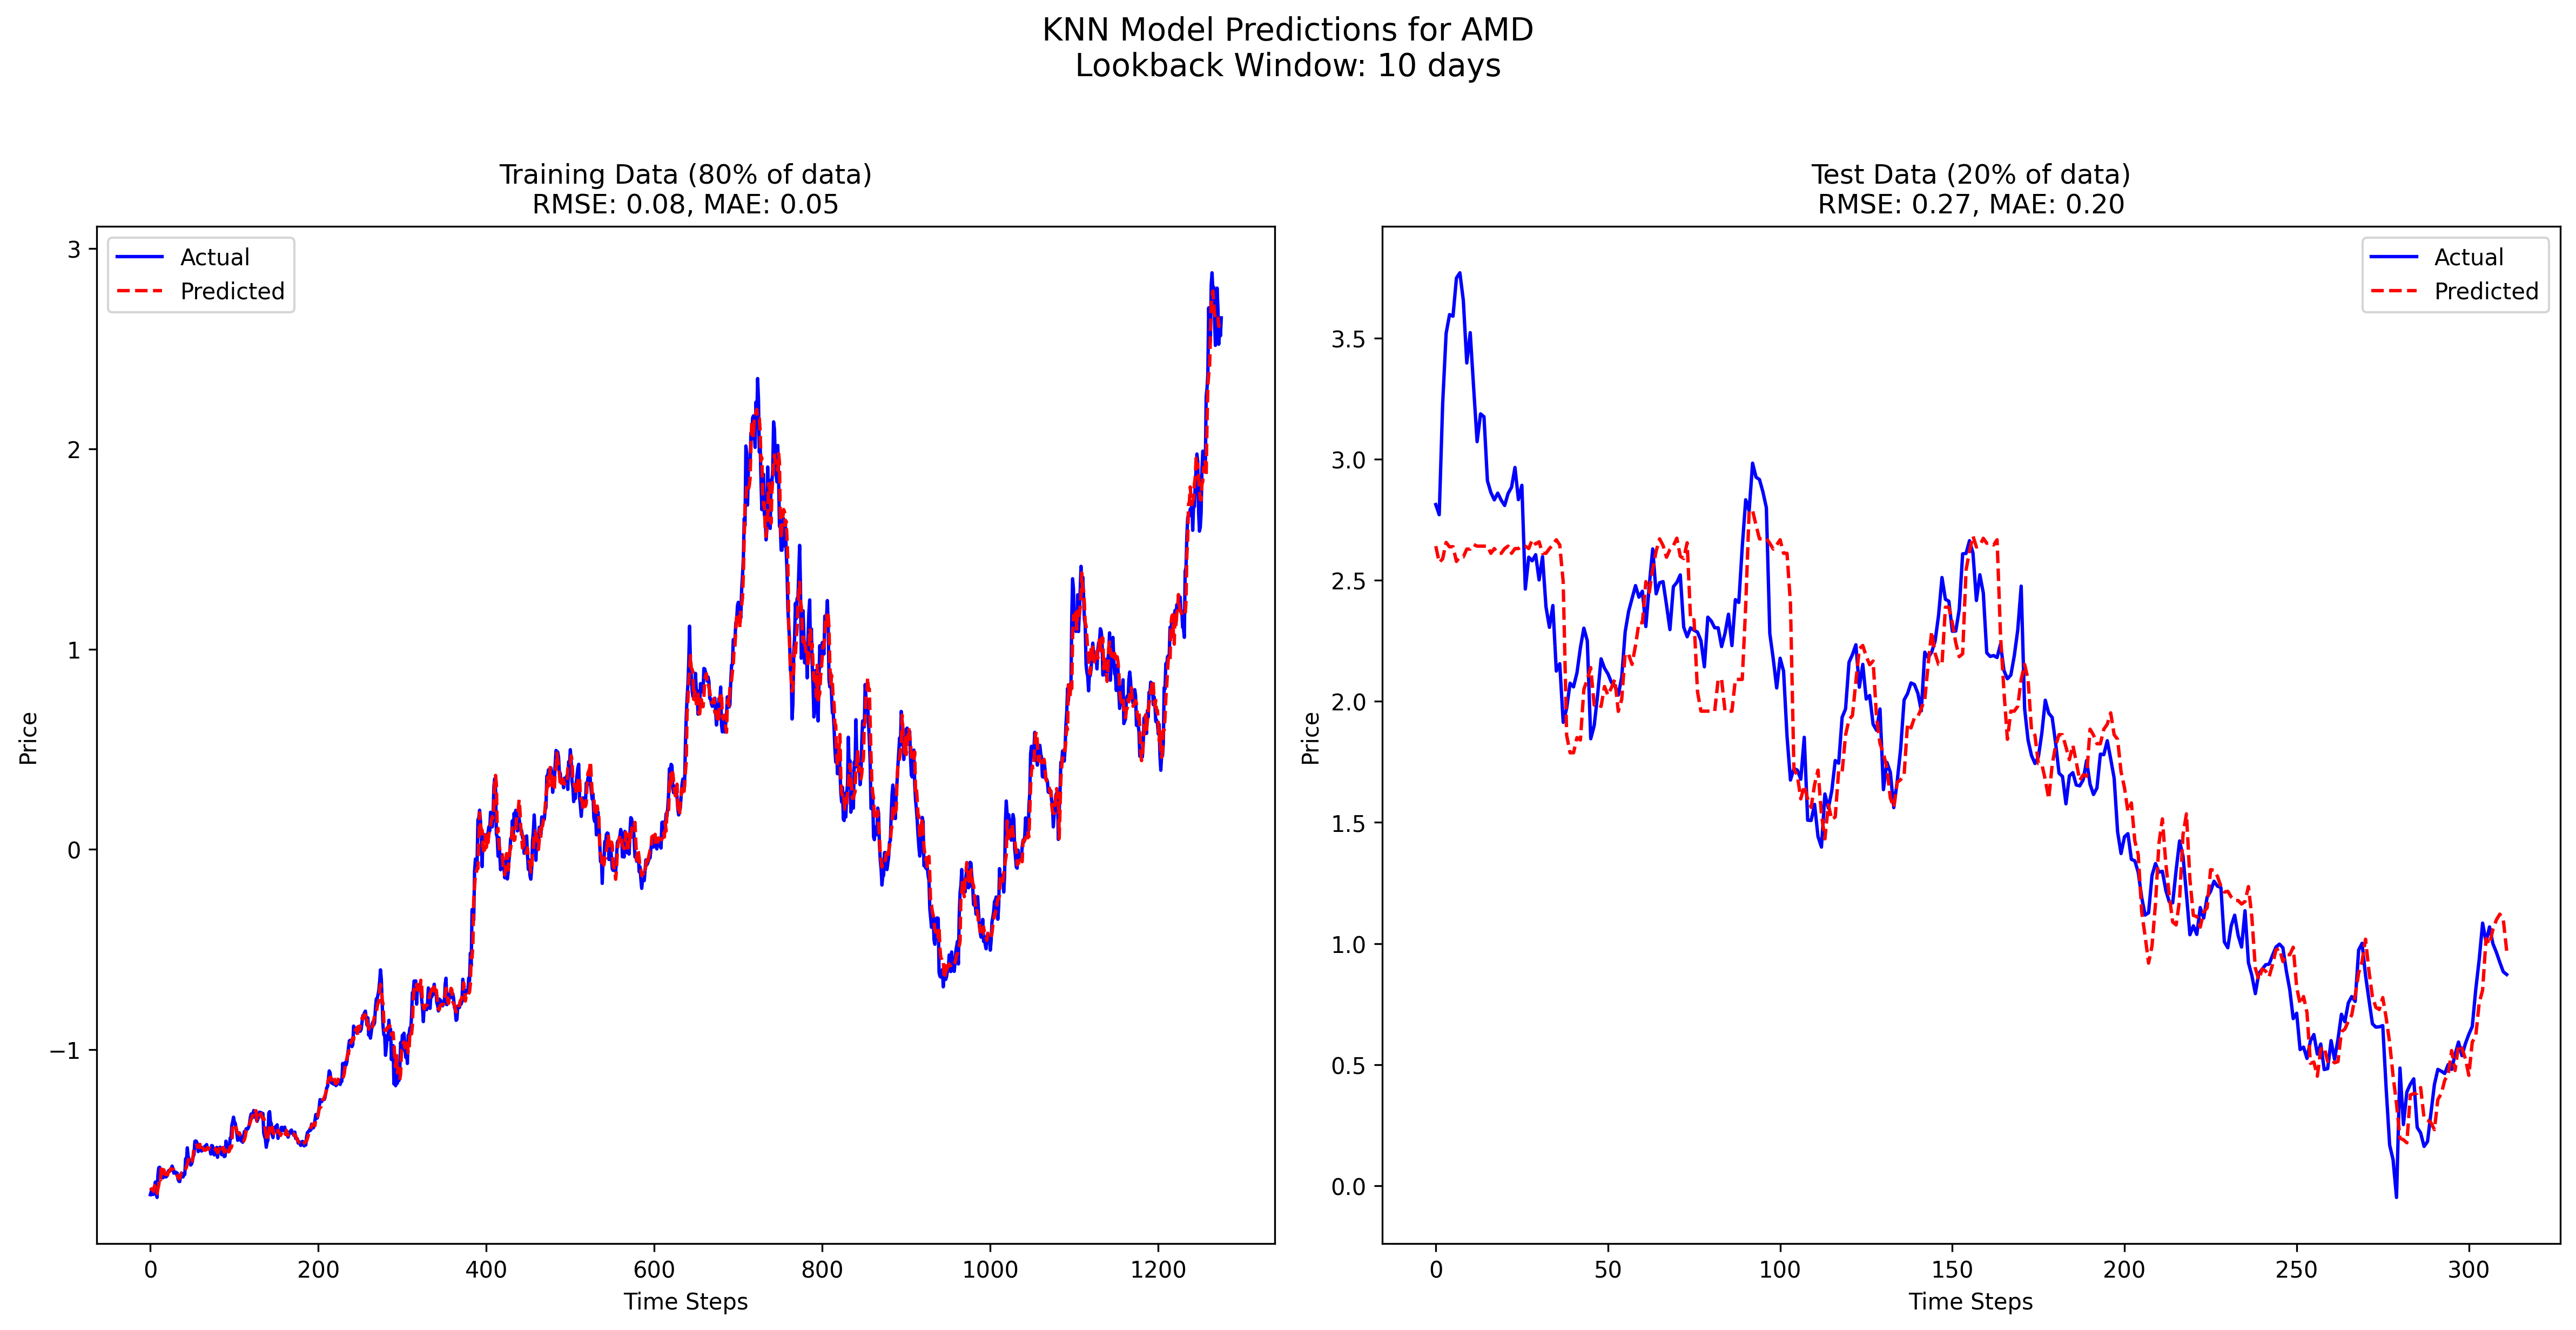 KNN Model Predictions for AMD
Lookback Window: 10 days
Training Data (80% of data)
RMSE: 0.08, MAE: 0.05
Actual
Predicted
3
2
1
0
−1
Price
0
200
400
600
800
1000
1200
Time Steps
Test Data (20% of data)
RMSE: 0.27, MAE: 0.20
Actual
Predicted
3.5
3.0
2.5
2.0
1.5
1.0
0.5
0.0
Price
0
50
100
150
200
250
300
Time Steps